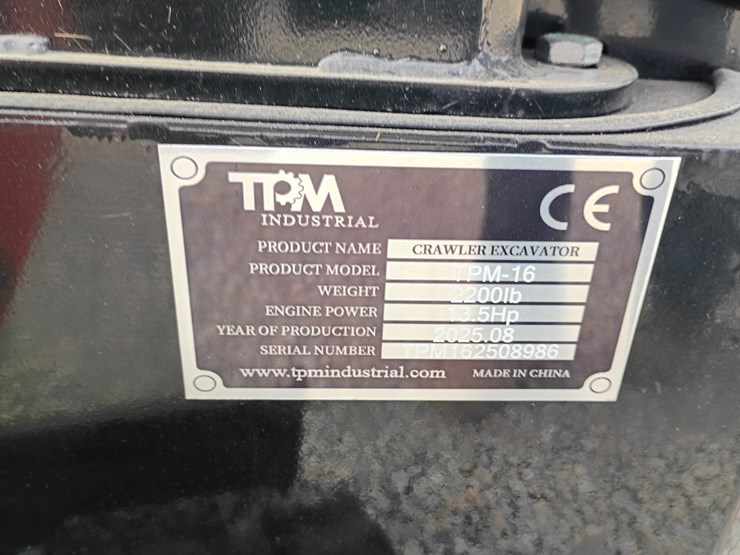 TPM CE
INDUSTRIAL
PRODUCT NAME CRAWLER EXCAVATOR
PRODUCT MODEL TPM-16
WEIGHT 2200lb
ENGINE POWER 13.5Hp
YEAR OF PRODUCTION 2025.08
SERIAL NUMBER TPM162508986
www.tpmindustrial.com MADE IN CHINA